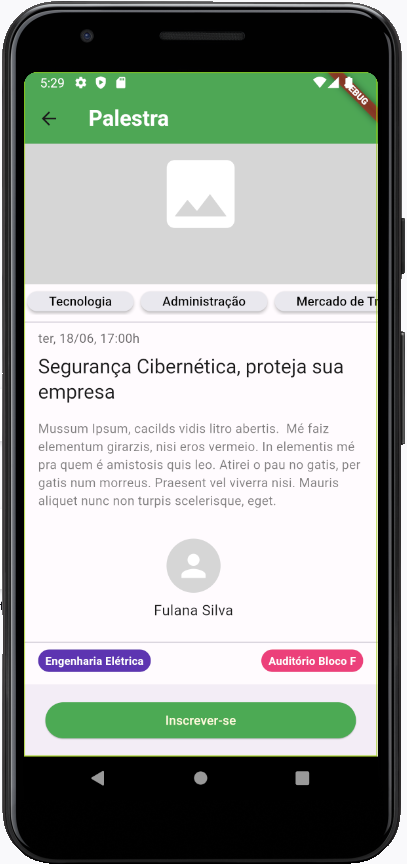 5:29
DEBUG
Palestra
Tecnologia
Administração
Mercado de Tr
ter, 18/06, 17:00h
Segurança Cibernética, proteja sua
empresa
Mussum Ipsum, cacilds vidis litro abertis.  Mé faiz
elementum girarzis, nisi eros vermeio. In elementis mé
pra quem é amistosis quis leo. Atirei o pau no gatis, per
gatis num morreus. Praesent vel viverra nisi. Mauris
aliquet nunc non turpis scelerisque, eget.
Fulana Silva
Engenharia Elétrica
Auditório Bloco F
Inscrever-se